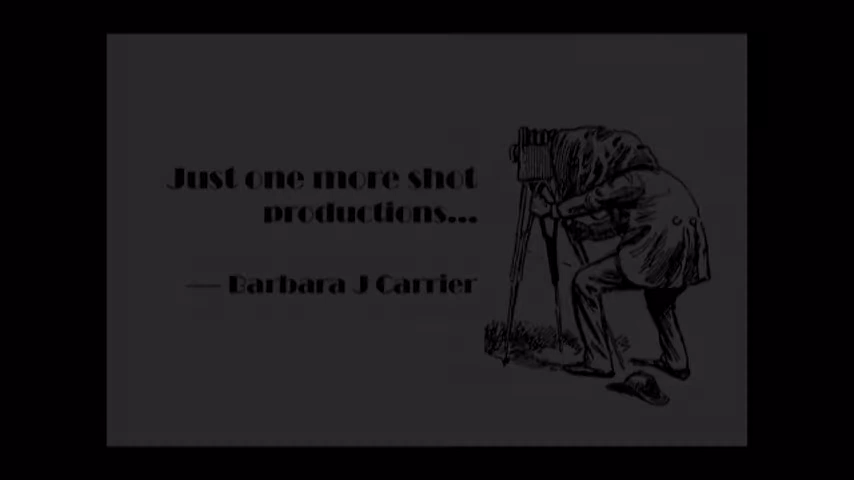 Just one more shot
productions...
— Barbara J Carrier